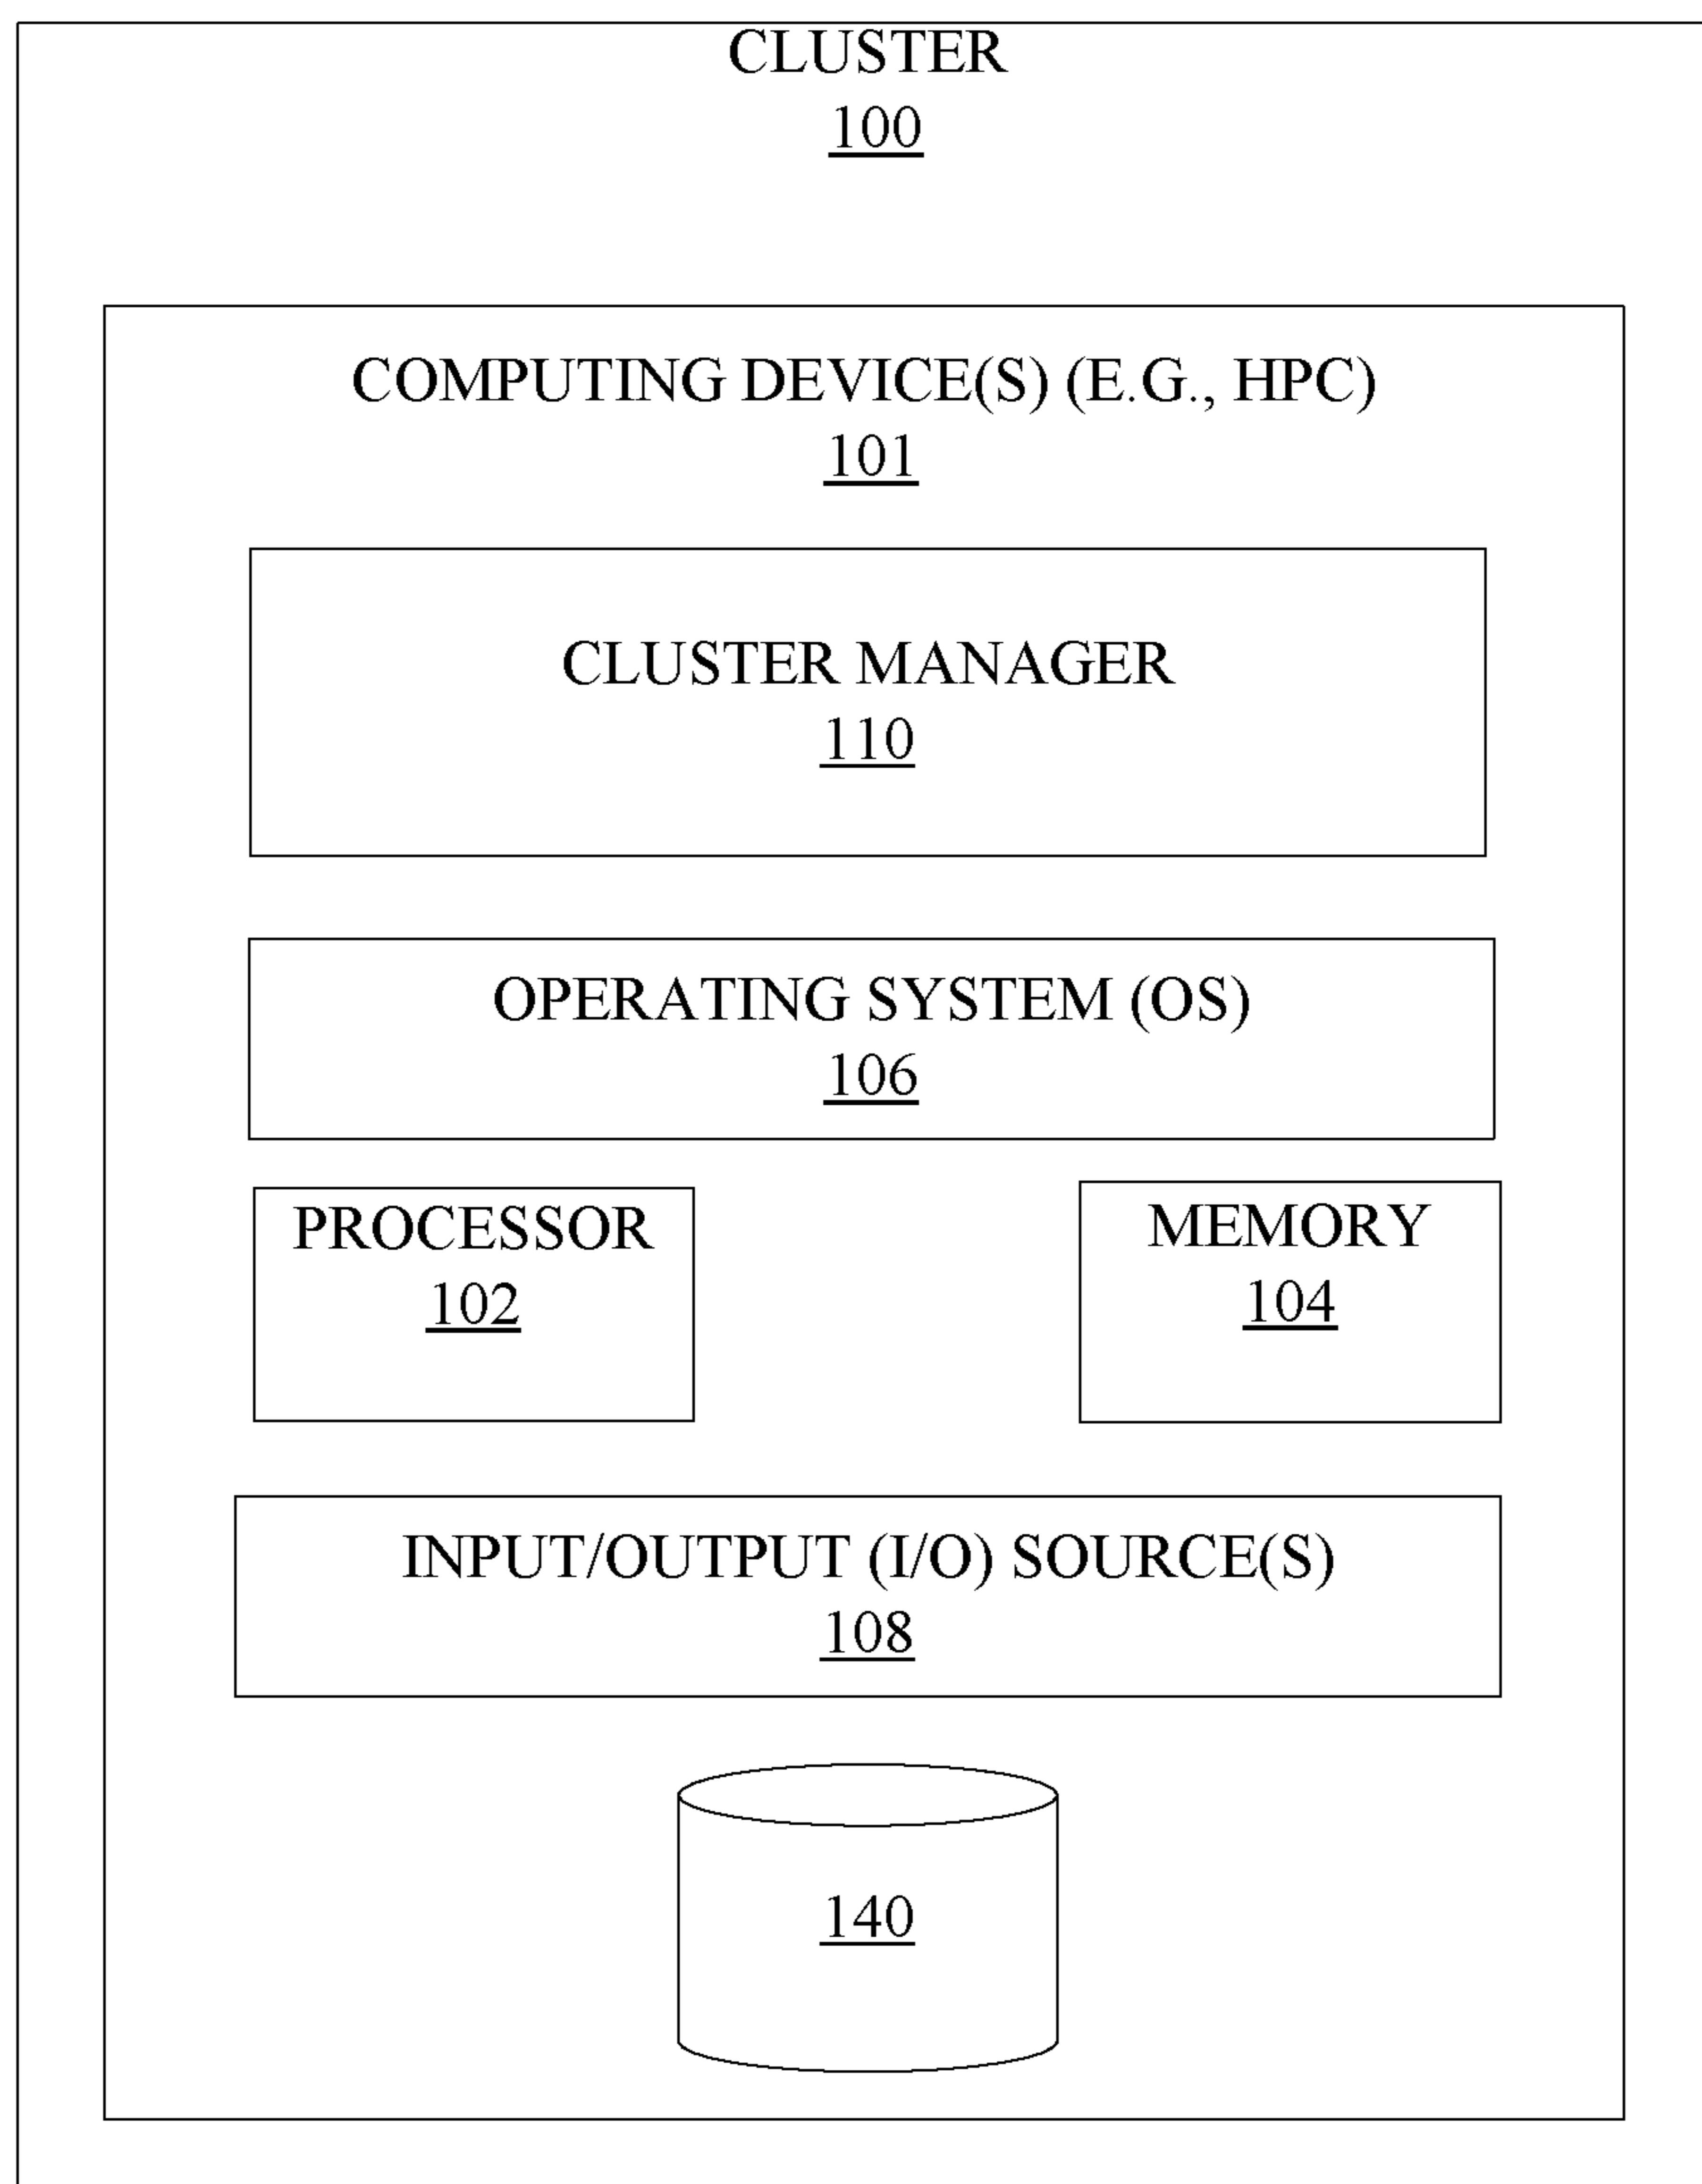 CLUSTER
100
COMPUTING DEVICE(S) (E.G., HPC)
101
CLUSTER MANAGER
110
OPERATING SYSTEM (OS)
106
PROCESSOR
102
MEMORY
104
INPUT/OUTPUT (I/O) SOURCE(S)
108
140